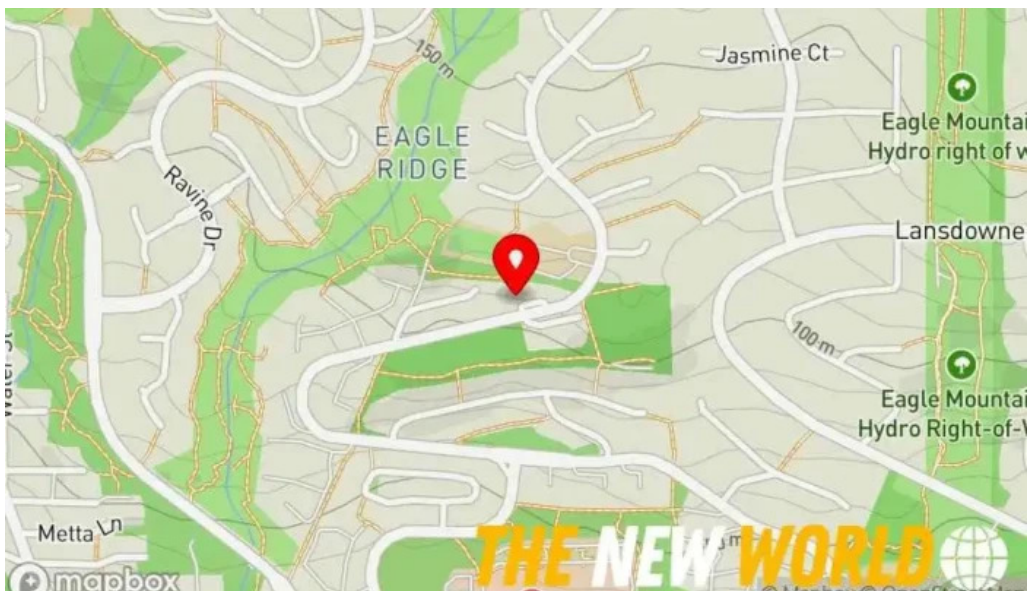 150 m
Jasmine Ct
EAGLE
RIDGE
Eagle Mountai
Hydro right of w
Ravine Dr
Lansdowne
100 m
Eagle Mountai
Hydro Right-of-W
Metta Ln
THE NEW WORLD
mapbox